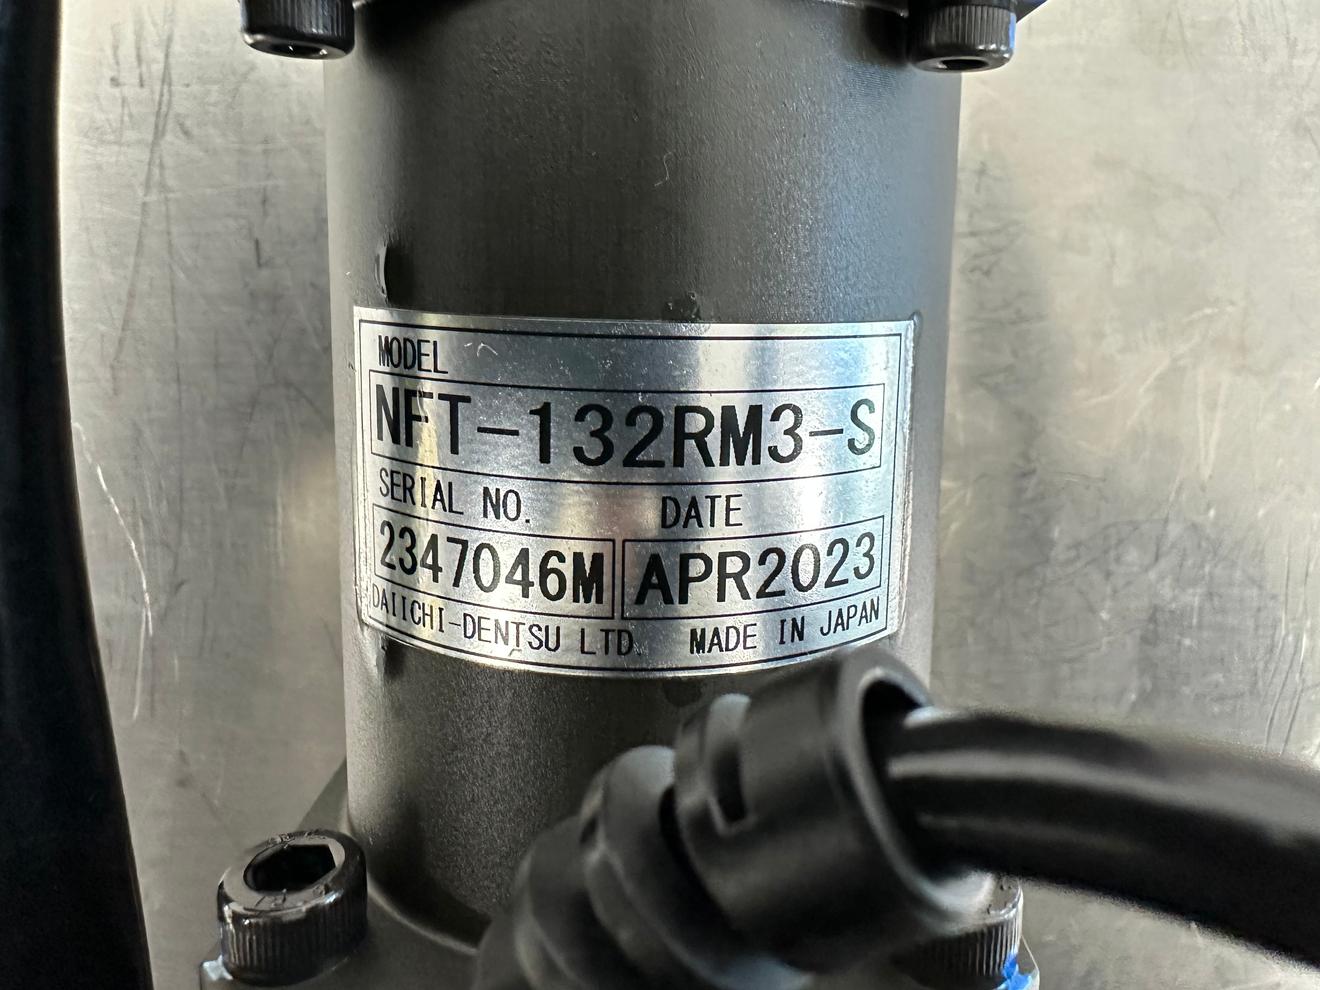 MODEL
NFT-132RM3-S
SERIAL NO. DATE
2347046M APR2023
DAIICHI-DENTSU LTD. MADE IN JAPAN